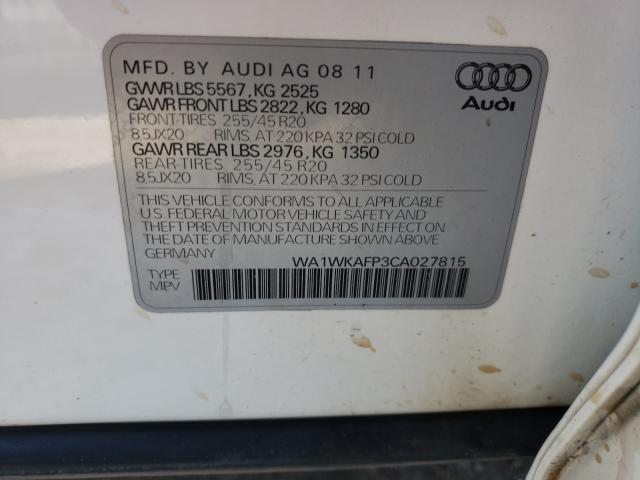 MFD. BY AUDI AG 08 11
GVWR LBS 5567, KG 2525
GAWR FRONT LBS 2822, KG 1280
FRONT-TIRES 255/45 R20
8,5JX20 RIMS, AT 220 KPA 32 PSI COLD
GAWR REAR LBS 2976, KG 1350
REAR-TIRES 255/45 R20
8,5JX20 RIMS, AT 220 KPA 32 PSI COLD
Audi
THIS VEHICLE CONFORMS TO ALL APPLICABLE
U.S. FEDERAL MOTOR VEHICLE SAFETY AND
THEFT PREVENTION STANDARDS IN EFFECT ON
THE DATE OF MANUFACTURE SHOWN ABOVE
GERMANY WA1WKAFP3CA027815
TYPE
MPV